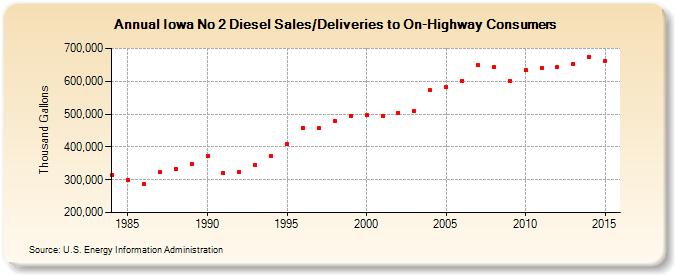 Annual Iowa No 2 Diesel Sales/Deliveries to On-Highway Consumers
Thousand Gallons
700,000
600,000
500,000
400,000
300,000
200,000
1985 1990 1995 2000 2005 2010 2015
Source: U.S. Energy Information Administration